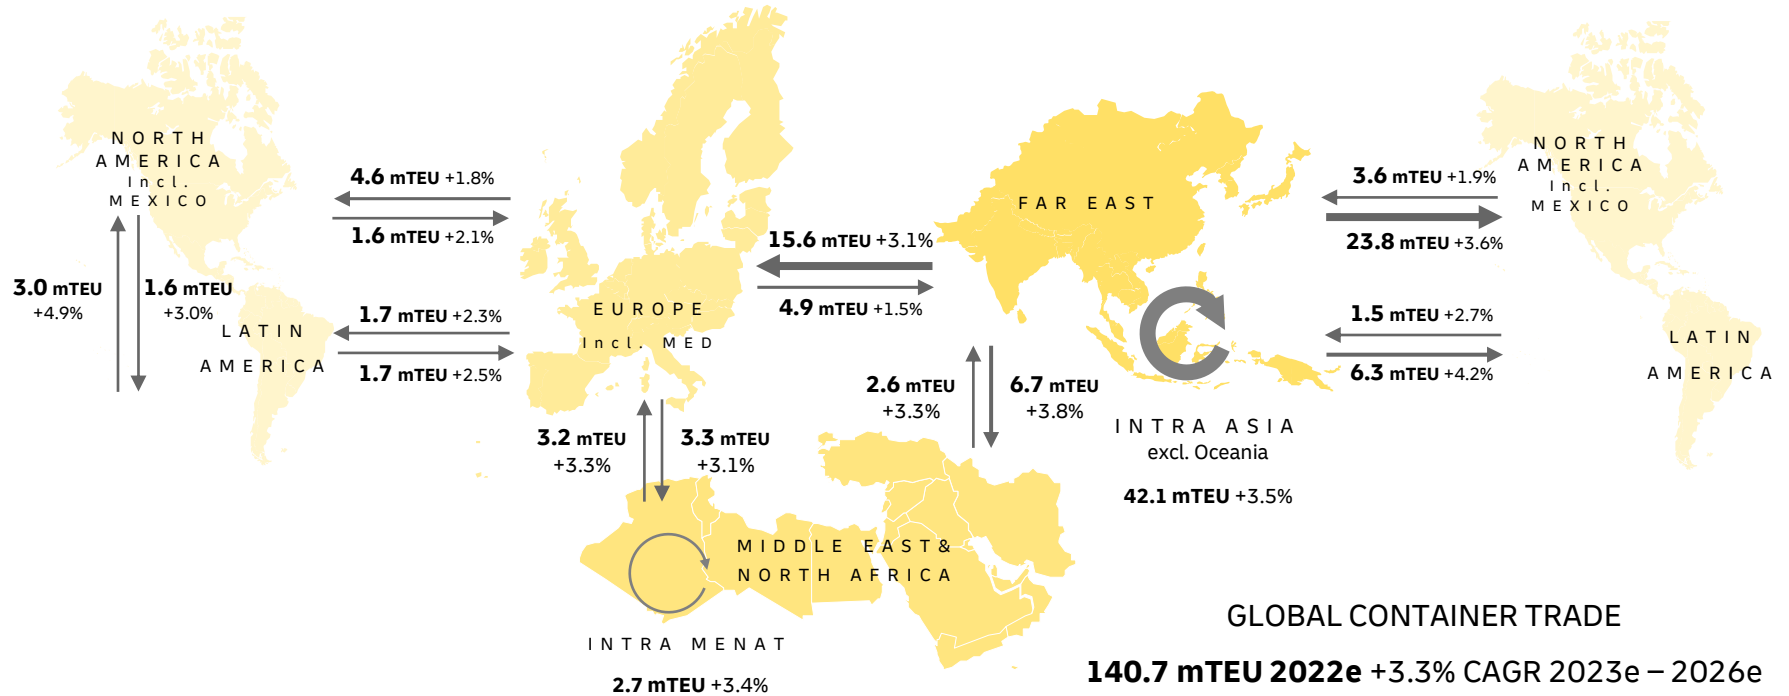 NORTH
AMERICA
Incl.
MEXICO
4.6 mTEU +1.8%
1.6 mTEU +2.1%
3.0 mTEU
+4.9%
1.6 mTEU
+3.0%
LATIN
AMERICA
1.7 mTEU +2.3%
1.7 mTEU +2.5%
EUROPE
Incl. MED
15.6 mTEU +3.1%
4.9 mTEU +1.5%
FAR EAST
3.6 mTEU +1.9%
23.8 mTEU +3.6%
NORTH
AMERICA
Incl.
MEXICO
1.5 mTEU +2.7%
6.3 mTEU +4.2%
LATIN
AMERICA
3.2 mTEU
+3.3%
3.3 mTEU
+3.1%
2.6 mTEU
+3.3%
6.7 mTEU
+3.8%
INTRA ASIA
excl. Oceania
42.1 mTEU +3.5%
MIDDLE EAST&
NORTH AFRICA
INTRA MENAT
2.7 mTEU +3.4%
GLOBAL CONTAINER TRADE
140.7 mTEU 2022e +3.3% CAGR 2023e – 2026e